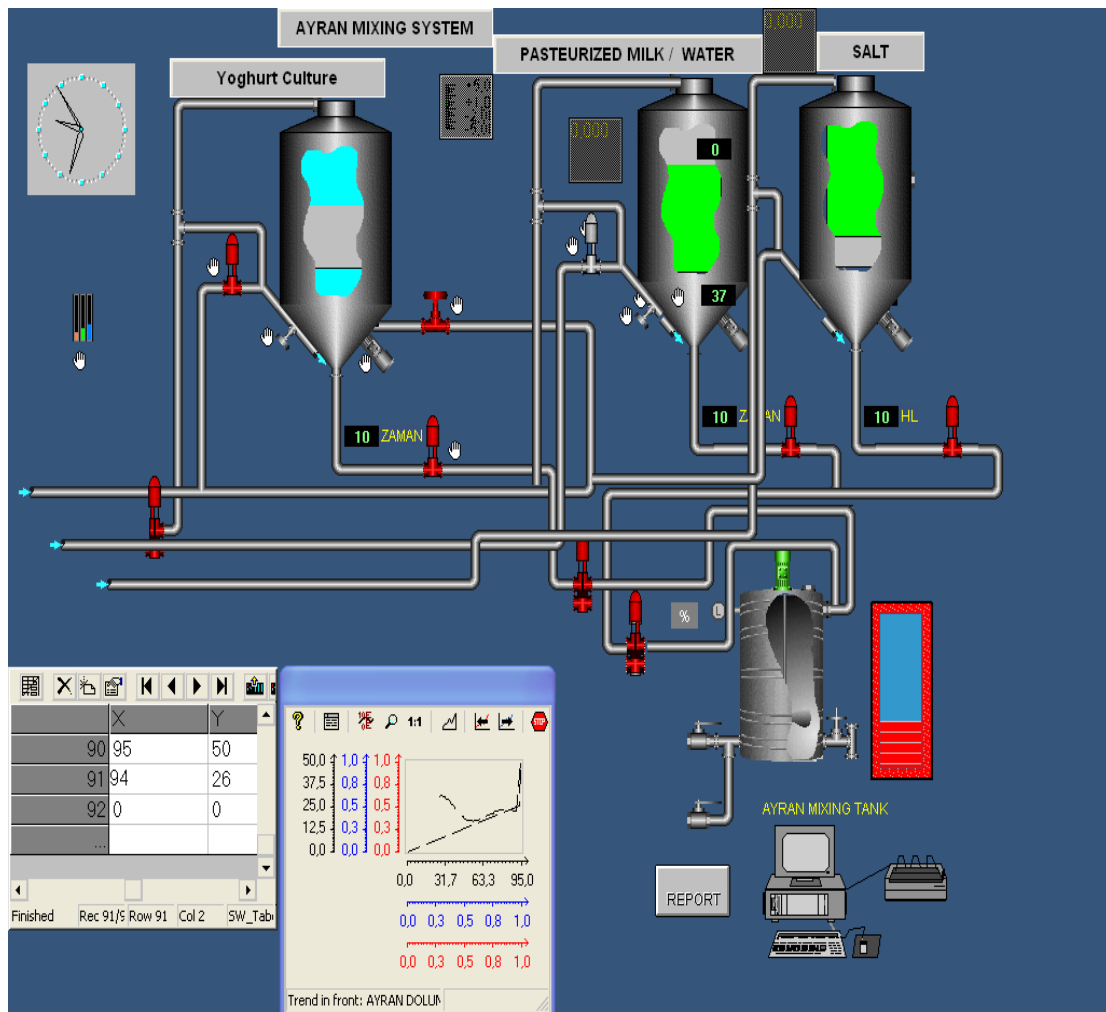 AYRAN MIXING SYSTEM
PASTEURIZED MILK / WATER
SALT
Yoghurt Culture
0,000
0,000
0
37
10 ZAMAN
10
10 HL
%
L
AYRAN MIXING TANK
REPORT
X Y
90 95 50
91 94 26
92 0 0
...
Finished Rec 91/9 Row 91 Col 2 SW_Tab
1:1
STOP
50,0 1,0 1,0
37,5 0,8 0,8
25,0 0,5 0,5
12,5 0,3 0,3
0,0 0,0 0,0
0,0 31,7 63,3 95,0
0,0 0,3 0,5 0,8 1,0
0,0 0,3 0,5 0,8 1,0
Trend in front: AYRAN DOLUM